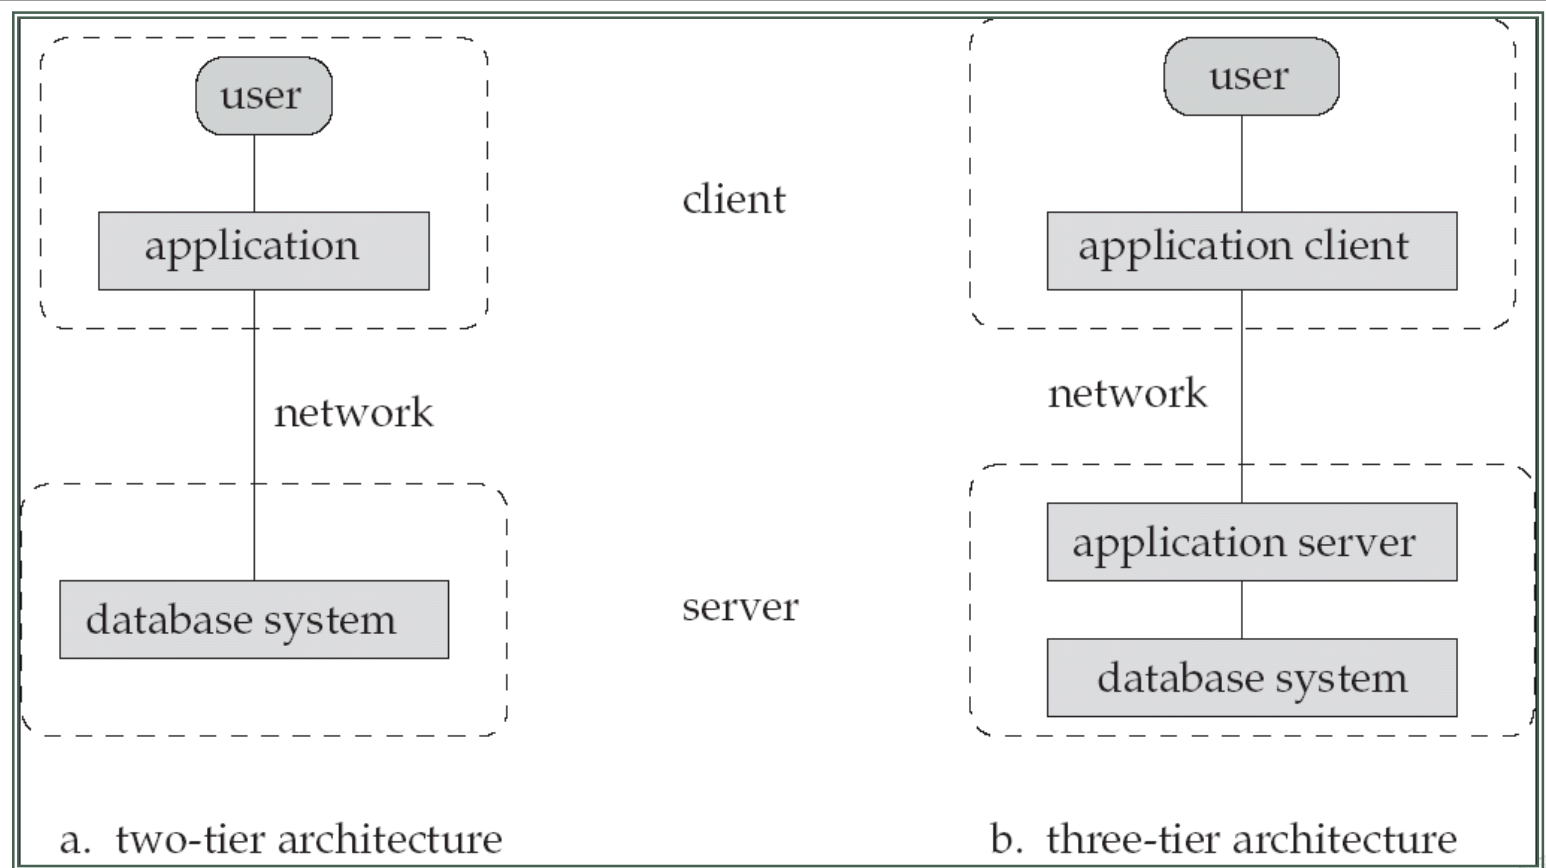 user
application
network
database system
a. two-tier architecture
client
server
user
application client
network
application server
database system
b. three-tier architecture